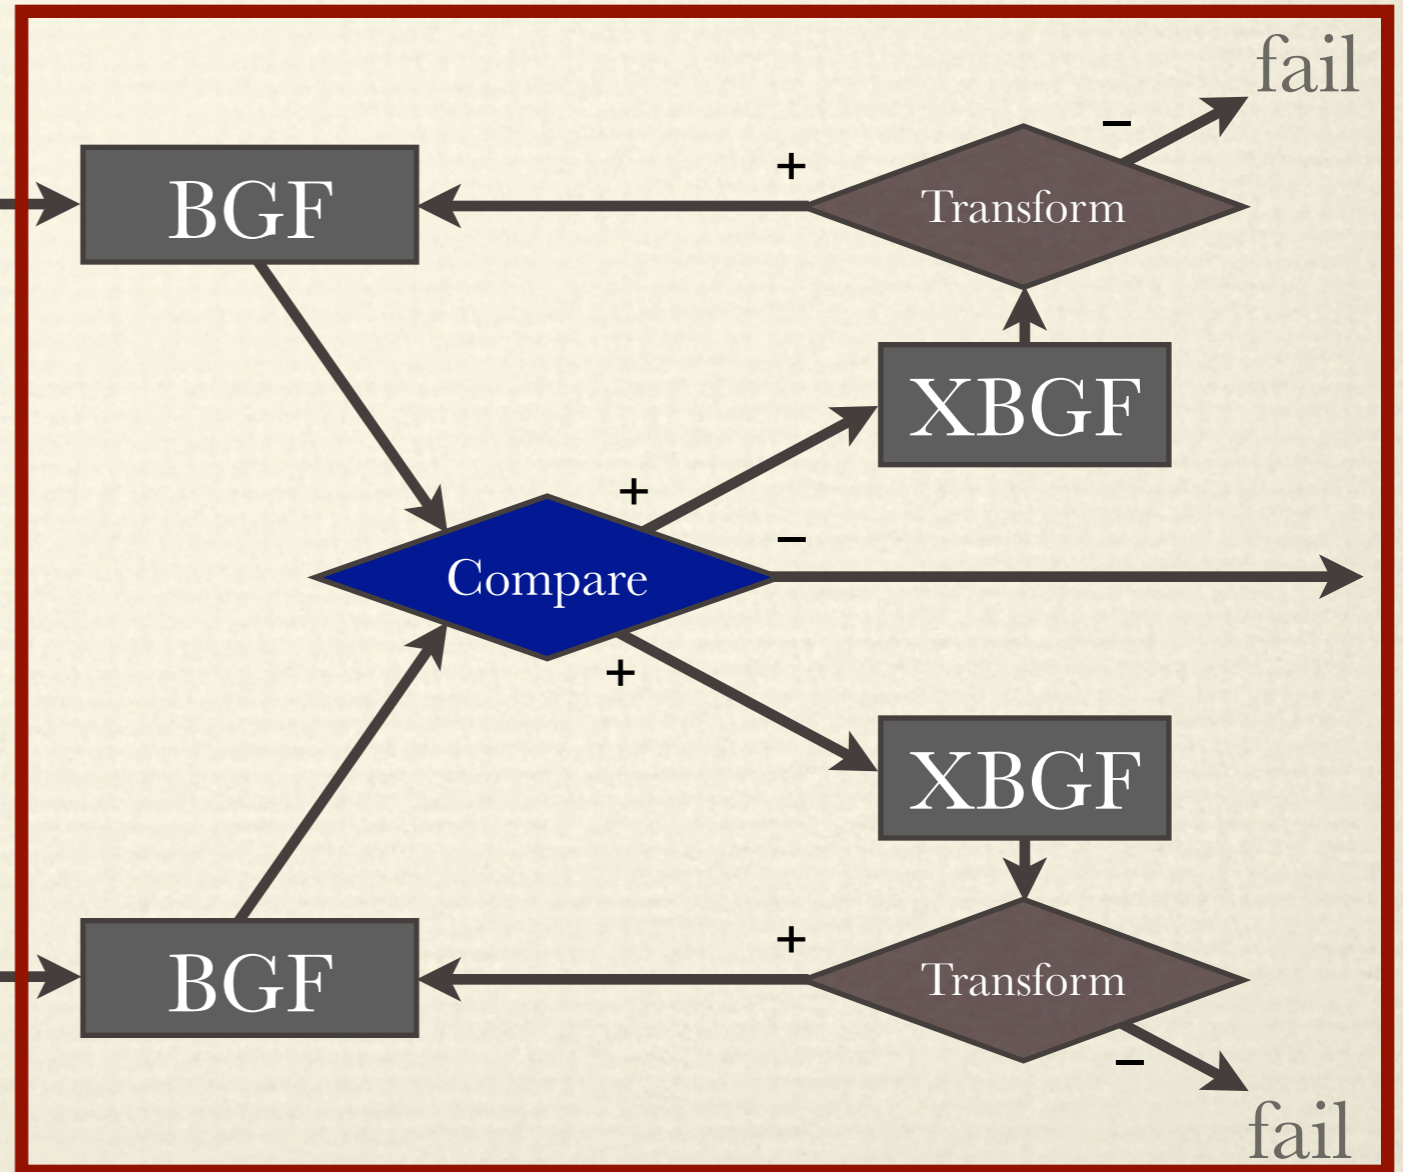 fail
–
+
BGF
Transform
XBGF
+
–
Compare
+
XBGF
+
BGF
Transform
–
fail